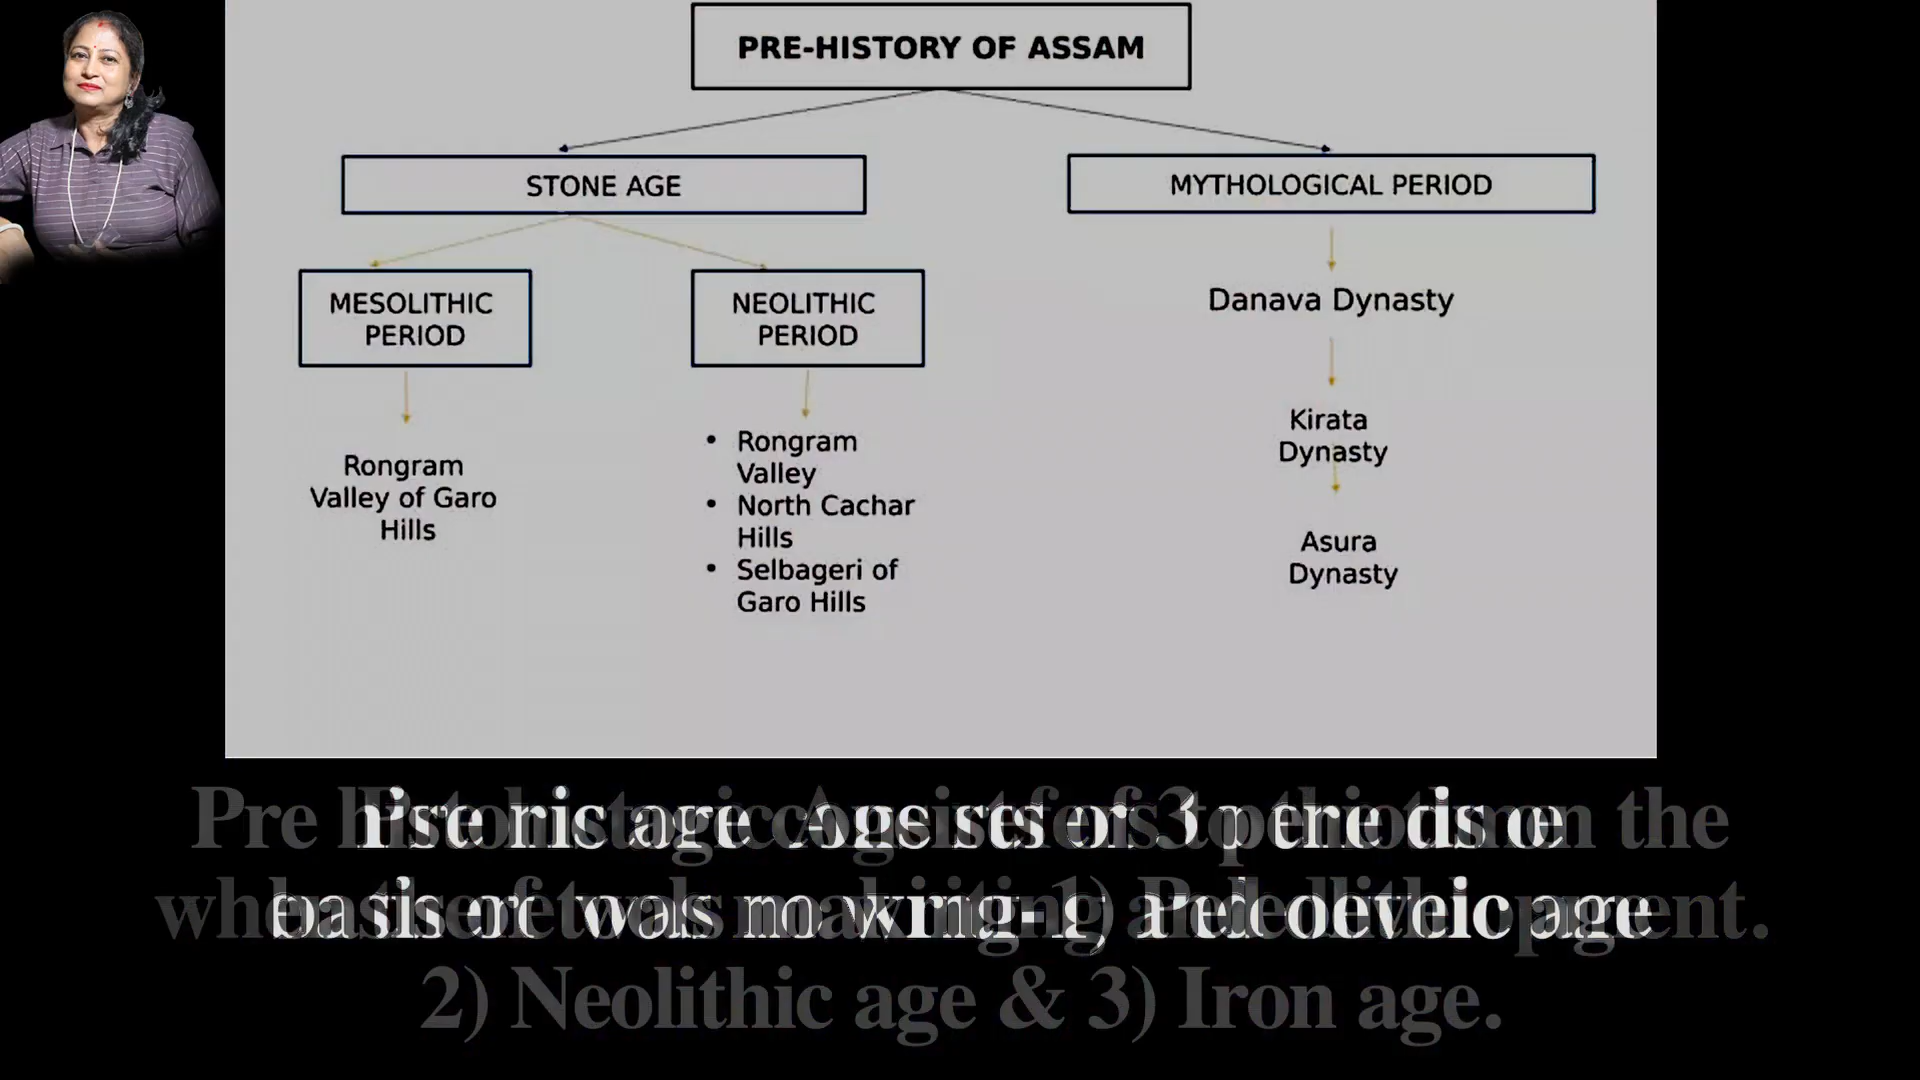 PRE-HISTORY OF ASSAM
STONE AGE
MYTHOLOGICAL PERIOD
MESOLITHIC
PERIOD
NEOLITHIC
PERIOD
Rongram
Valley of Garo
Hills
• Rongram
Valley
• North Cachar
Hills
• Selbageri of
Garo Hills
Danava Dynasty
Kirata
Dynasty
Asura
Dynasty
2) Neolithic age & 3) Iron age.